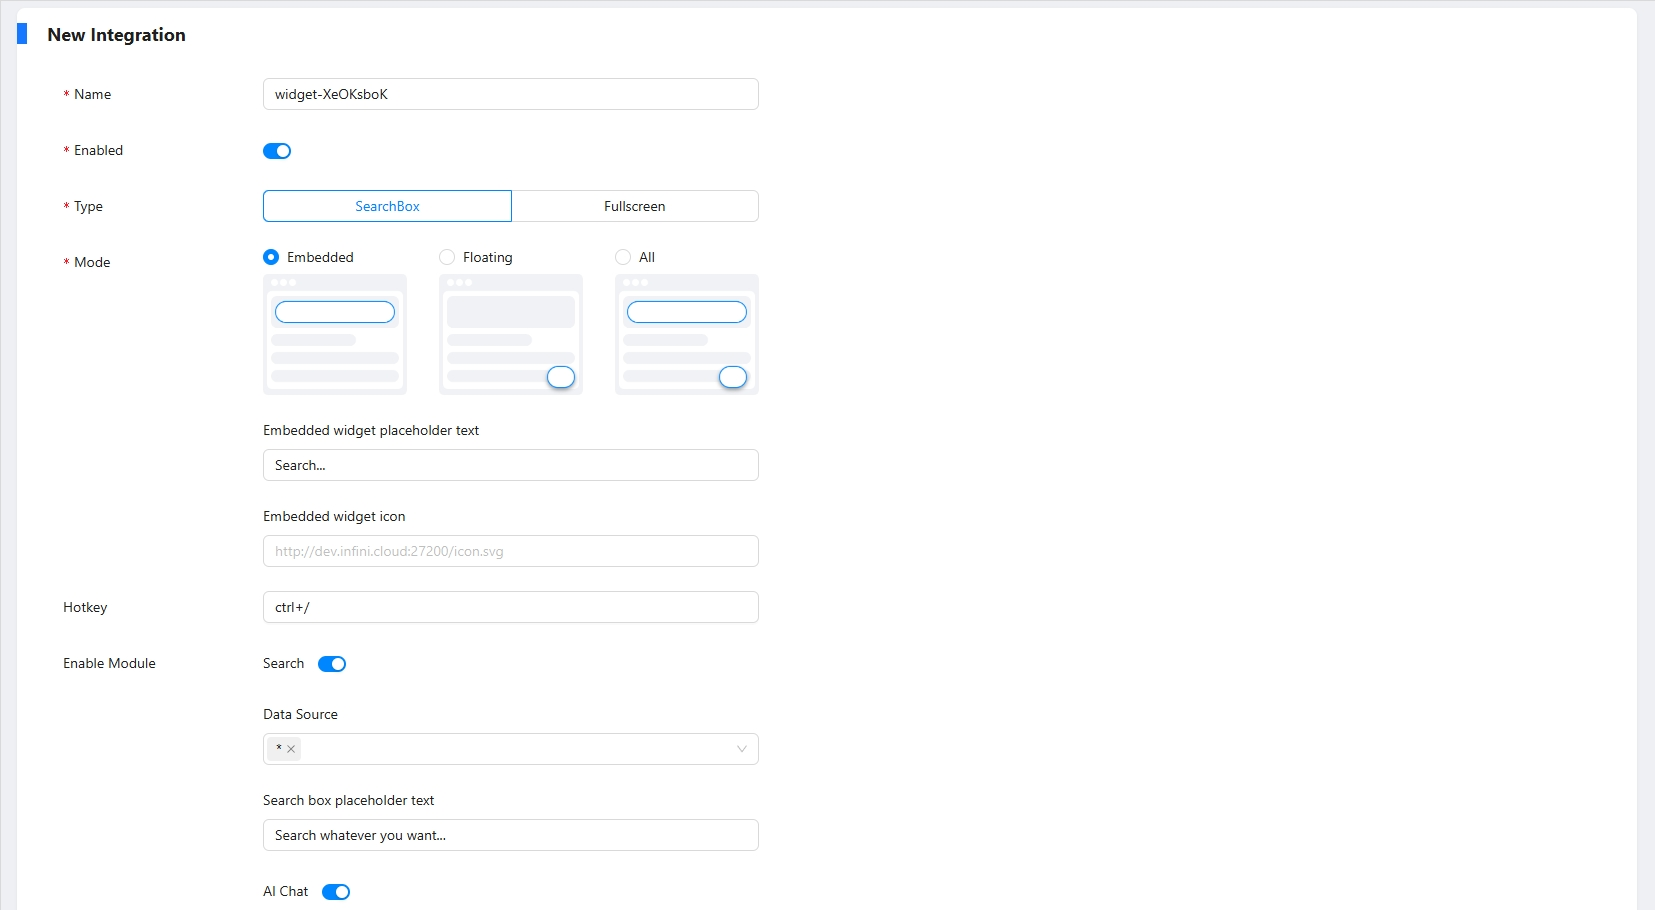 New Integration
* Name
widget-XeOKsboK
* Enabled
* Type
SearchBox
Fullscreen
* Mode
Embedded
Floating
All
Embedded widget placeholder text
Search...
Embedded widget icon
http://dev.infini.cloud:27200/icon.svg
Hotkey
ctrl+/
Enable Module
Search
Data Source
* ×
Search box placeholder text
Search whatever you want...
AI Chat